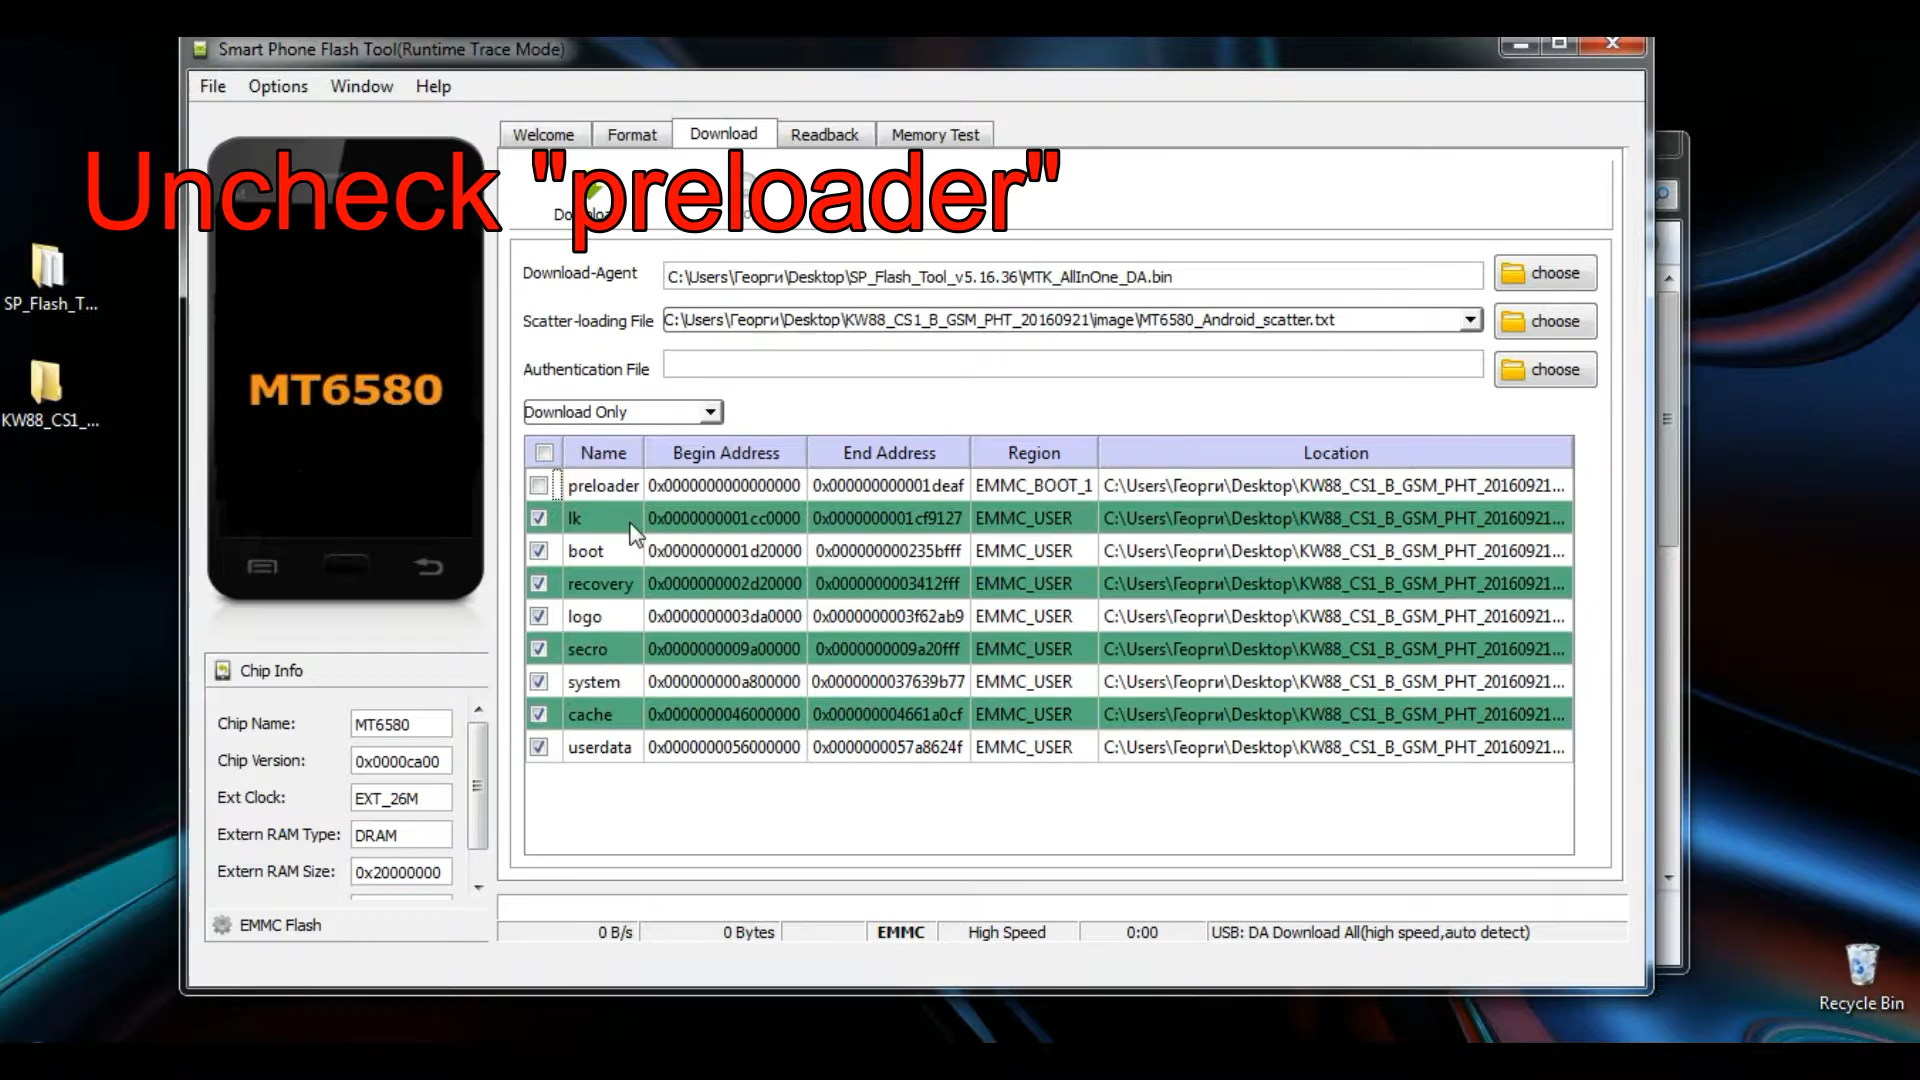 Smart Phone Flash Tool(Runtime Trace Mode)
File Options Window Help
Welcome Format Download Readback Memory Test
Uncheck "preloader"
Download-Agent C:\Users\Георги\Desktop\SP_Flash_Tool_v5.16.36\MTK_AllInOne_DA.bin choose
Scatter-loading File C:\Users\Георги\Desktop\KW88_CS1_B_GSM_PHT_20160921\image\MT6580_Android_scatter.txt choose
Authentication File choose
Download Only
Name Begin Address End Address Region Location
preloader 0x0000000000000000 0x000000000001deaf EMMC_BOOT_1 C:\Users\Георги\Desktop\KW88_CS1_B_GSM_PHT_20160921...
lk 0x0000000001cc0000 0x0000000001cf9127 EMMC_USER C:\Users\Георги\Desktop\KW88_CS1_B_GSM_PHT_20160921...
boot 0x0000000001d20000 0x000000000235bfff EMMC_USER C:\Users\Георги\Desktop\KW88_CS1_B_GSM_PHT_20160921...
recovery 0x0000000002d20000 0x0000000003412fff EMMC_USER C:\Users\Георги\Desktop\KW88_CS1_B_GSM_PHT_20160921...
logo 0x0000000003da0000 0x0000000003f62ab9 EMMC_USER C:\Users\Георги\Desktop\KW88_CS1_B_GSM_PHT_20160921...
secro 0x0000000009a00000 0x0000000009a20fff EMMC_USER C:\Users\Георги\Desktop\KW88_CS1_B_GSM_PHT_20160921...
system 0x000000000a800000 0x0000000037639b77 EMMC_USER C:\Users\Георги\Desktop\KW88_CS1_B_GSM_PHT_20160921...
cache 0x0000000046000000 0x000000004661a0cf EMMC_USER C:\Users\Георги\Desktop\KW88_CS1_B_GSM_PHT_20160921...
userdata 0x0000000056000000 0x0000000057a8624f EMMC_USER C:\Users\Георги\Desktop\KW88_CS1_B_GSM_PHT_20160921...
MT6580
Chip Info
Chip Name: MT6580
Chip Version: 0x0000ca00
Ext Clock: EXT_26M
Extern RAM Type: DRAM
Extern RAM Size: 0x20000000
EMMC Flash
0 B/s 0 Bytes EMMC High Speed 0:00 USB: DA Download All(high speed,auto detect)
SP_Flash_T...
KW88_CS1_...
Recycle Bin